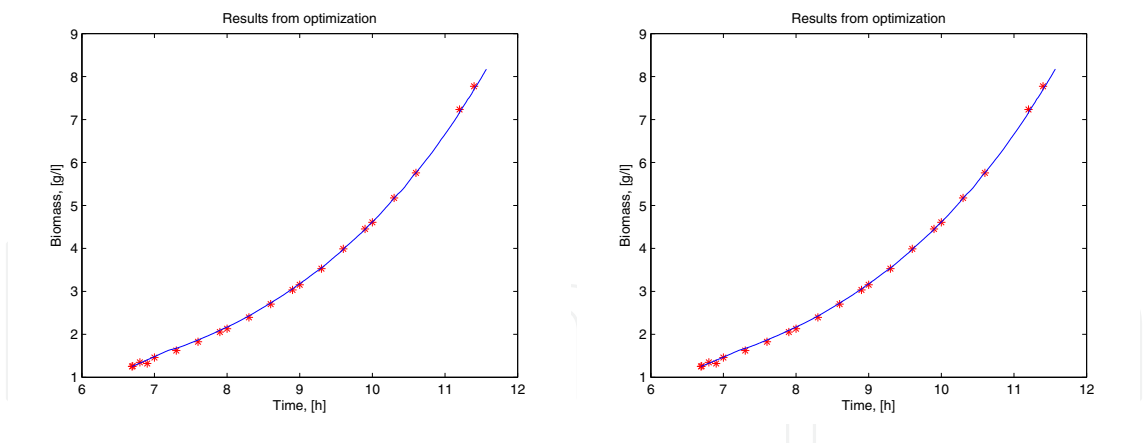 Results from optimization
9
8
7
6
5
4
3
2
1
Biomass, [g/l]
6 7 8 9 10 11 12
Time, [h]
Results from optimization
9
8
7
6
5
4
3
2
1
Biomass, [g/l]
6 7 8 9 10 11 12
Time, [h]